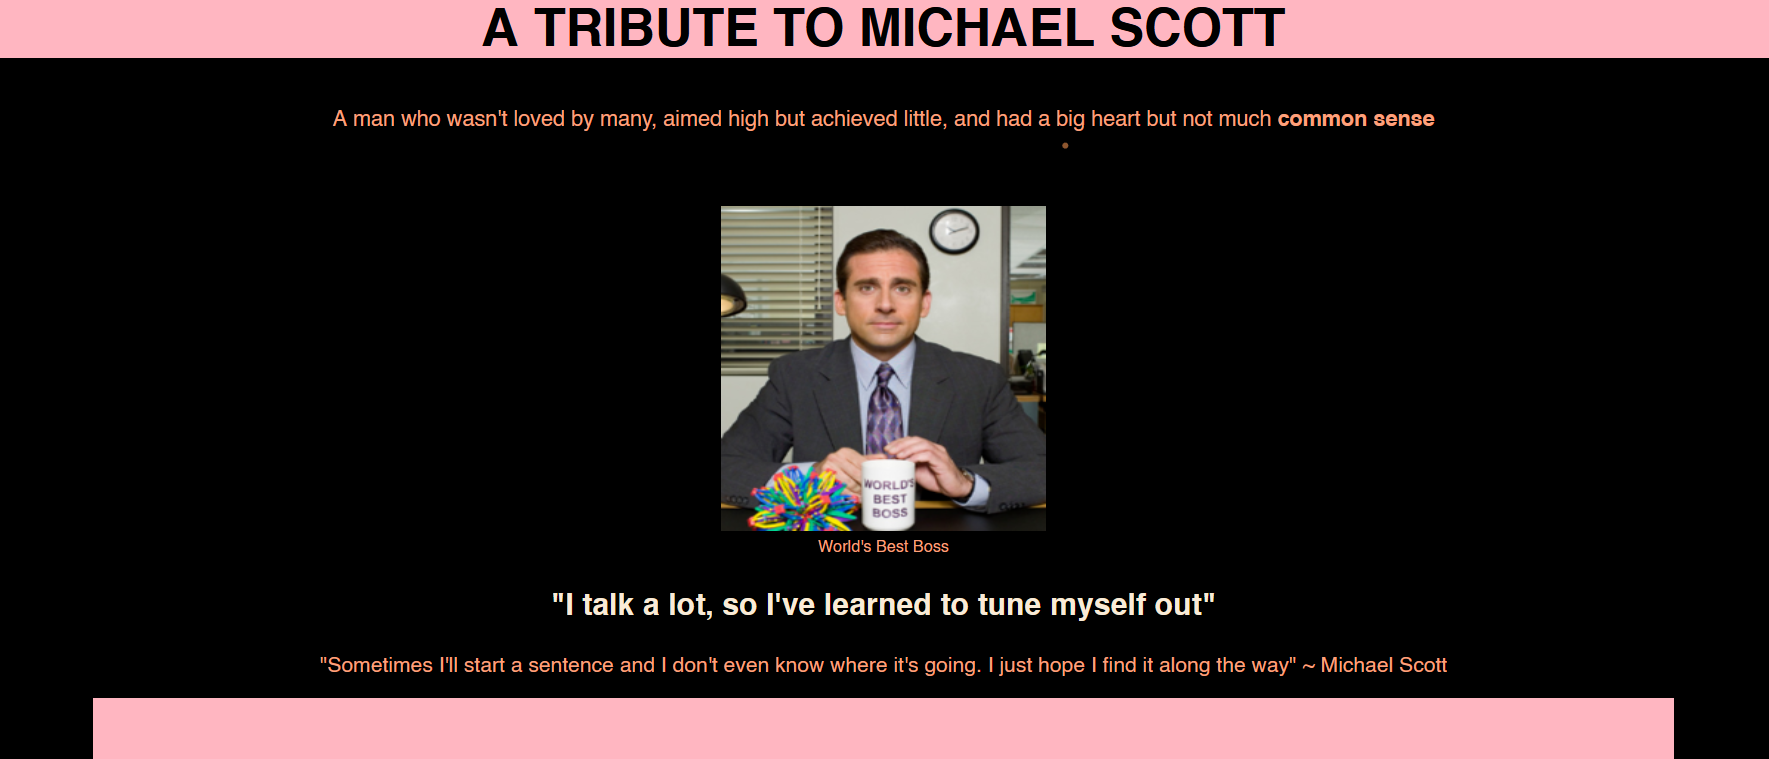 A TRIBUTE TO MICHAEL SCOTT
A man who wasn't loved by many, aimed high but achieved little, and had a big heart but not much common sense
WORLD'S
BEST
BOSS
World's Best Boss
"I talk a lot, so I've learned to tune myself out"
"Sometimes I'll start a sentence and I don't even know where it's going. I just hope I find it along the way" ~ Michael Scott